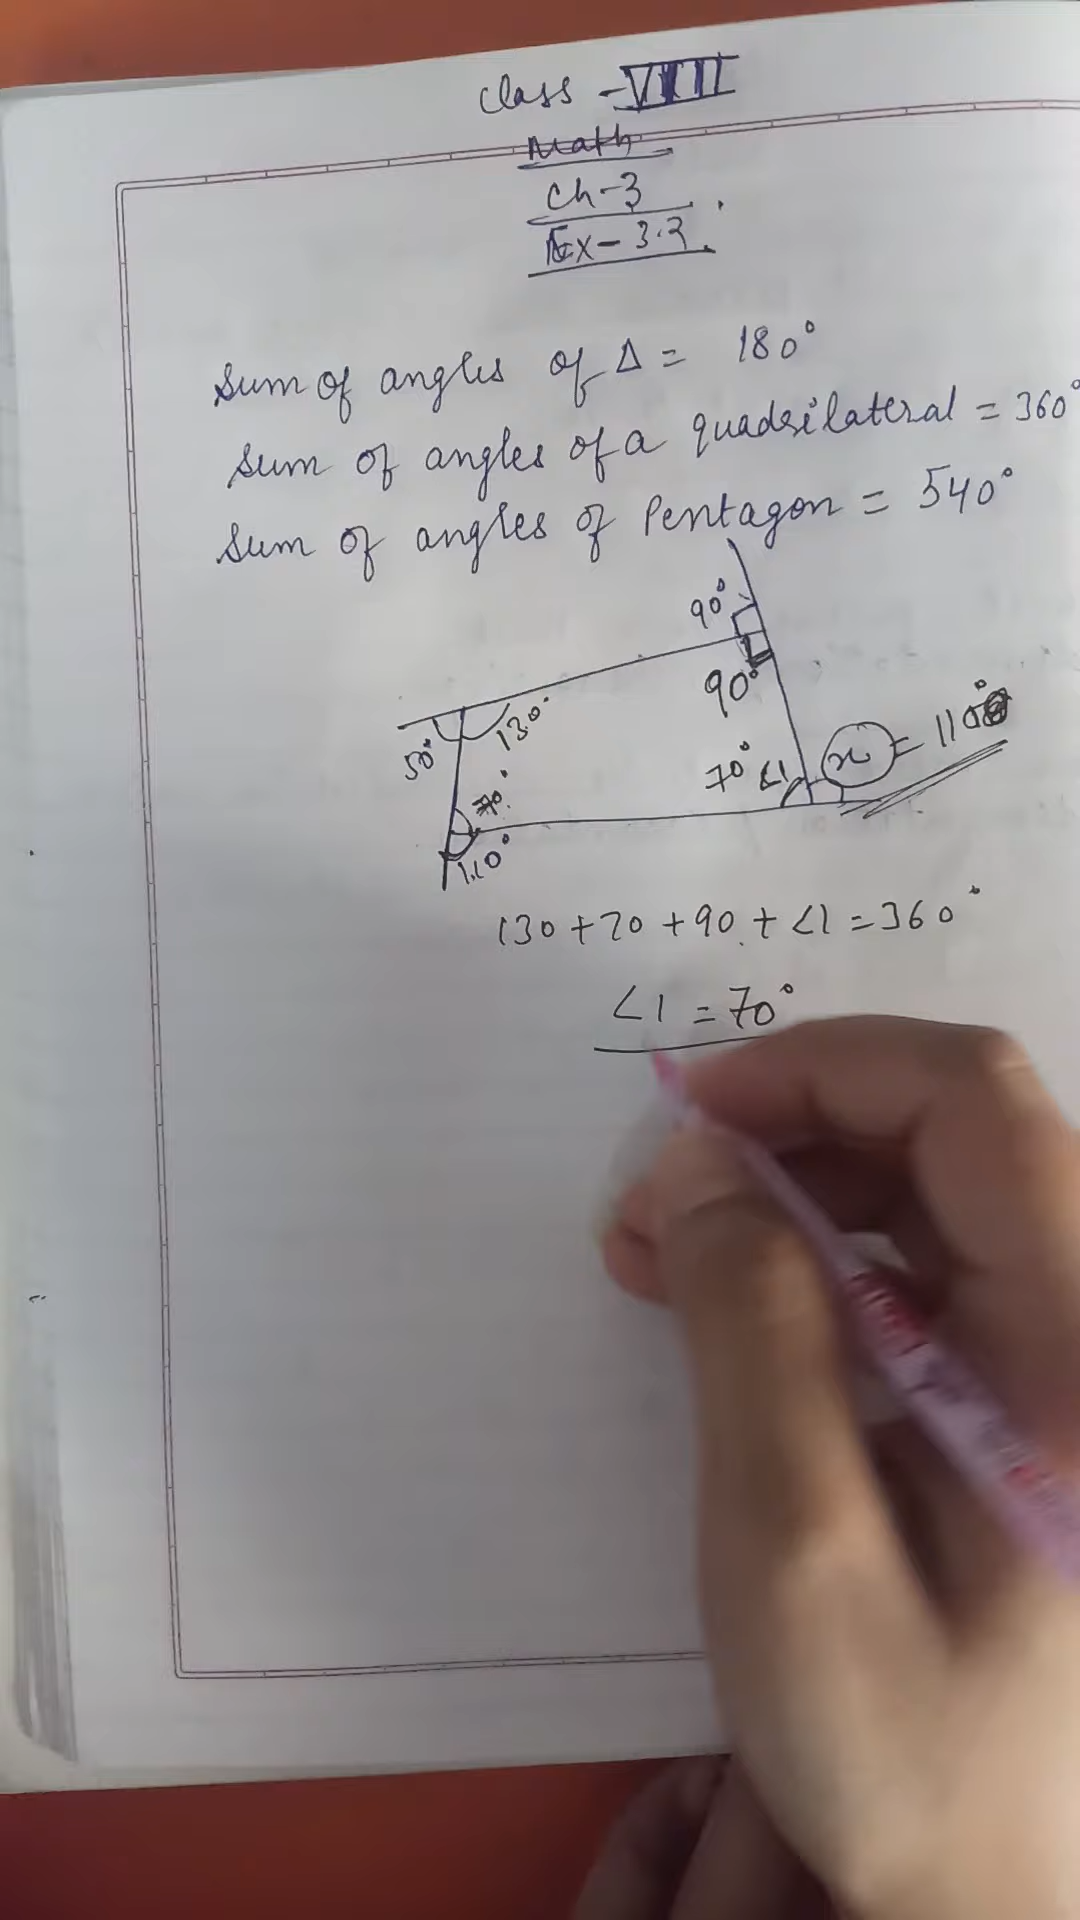 Class - VIII
Math
Ch-3
Ex - 3.2
Sum of angles of Δ = 180°
Sum of angles of a quadrilateral = 360°
Sum of angles of Pentagon = 540°
90°
90°
50° 130°
70° ∠1 x = 110°
70°
110°
130 + 70 + 90 + ∠1 = 360°
∠1 = 70°